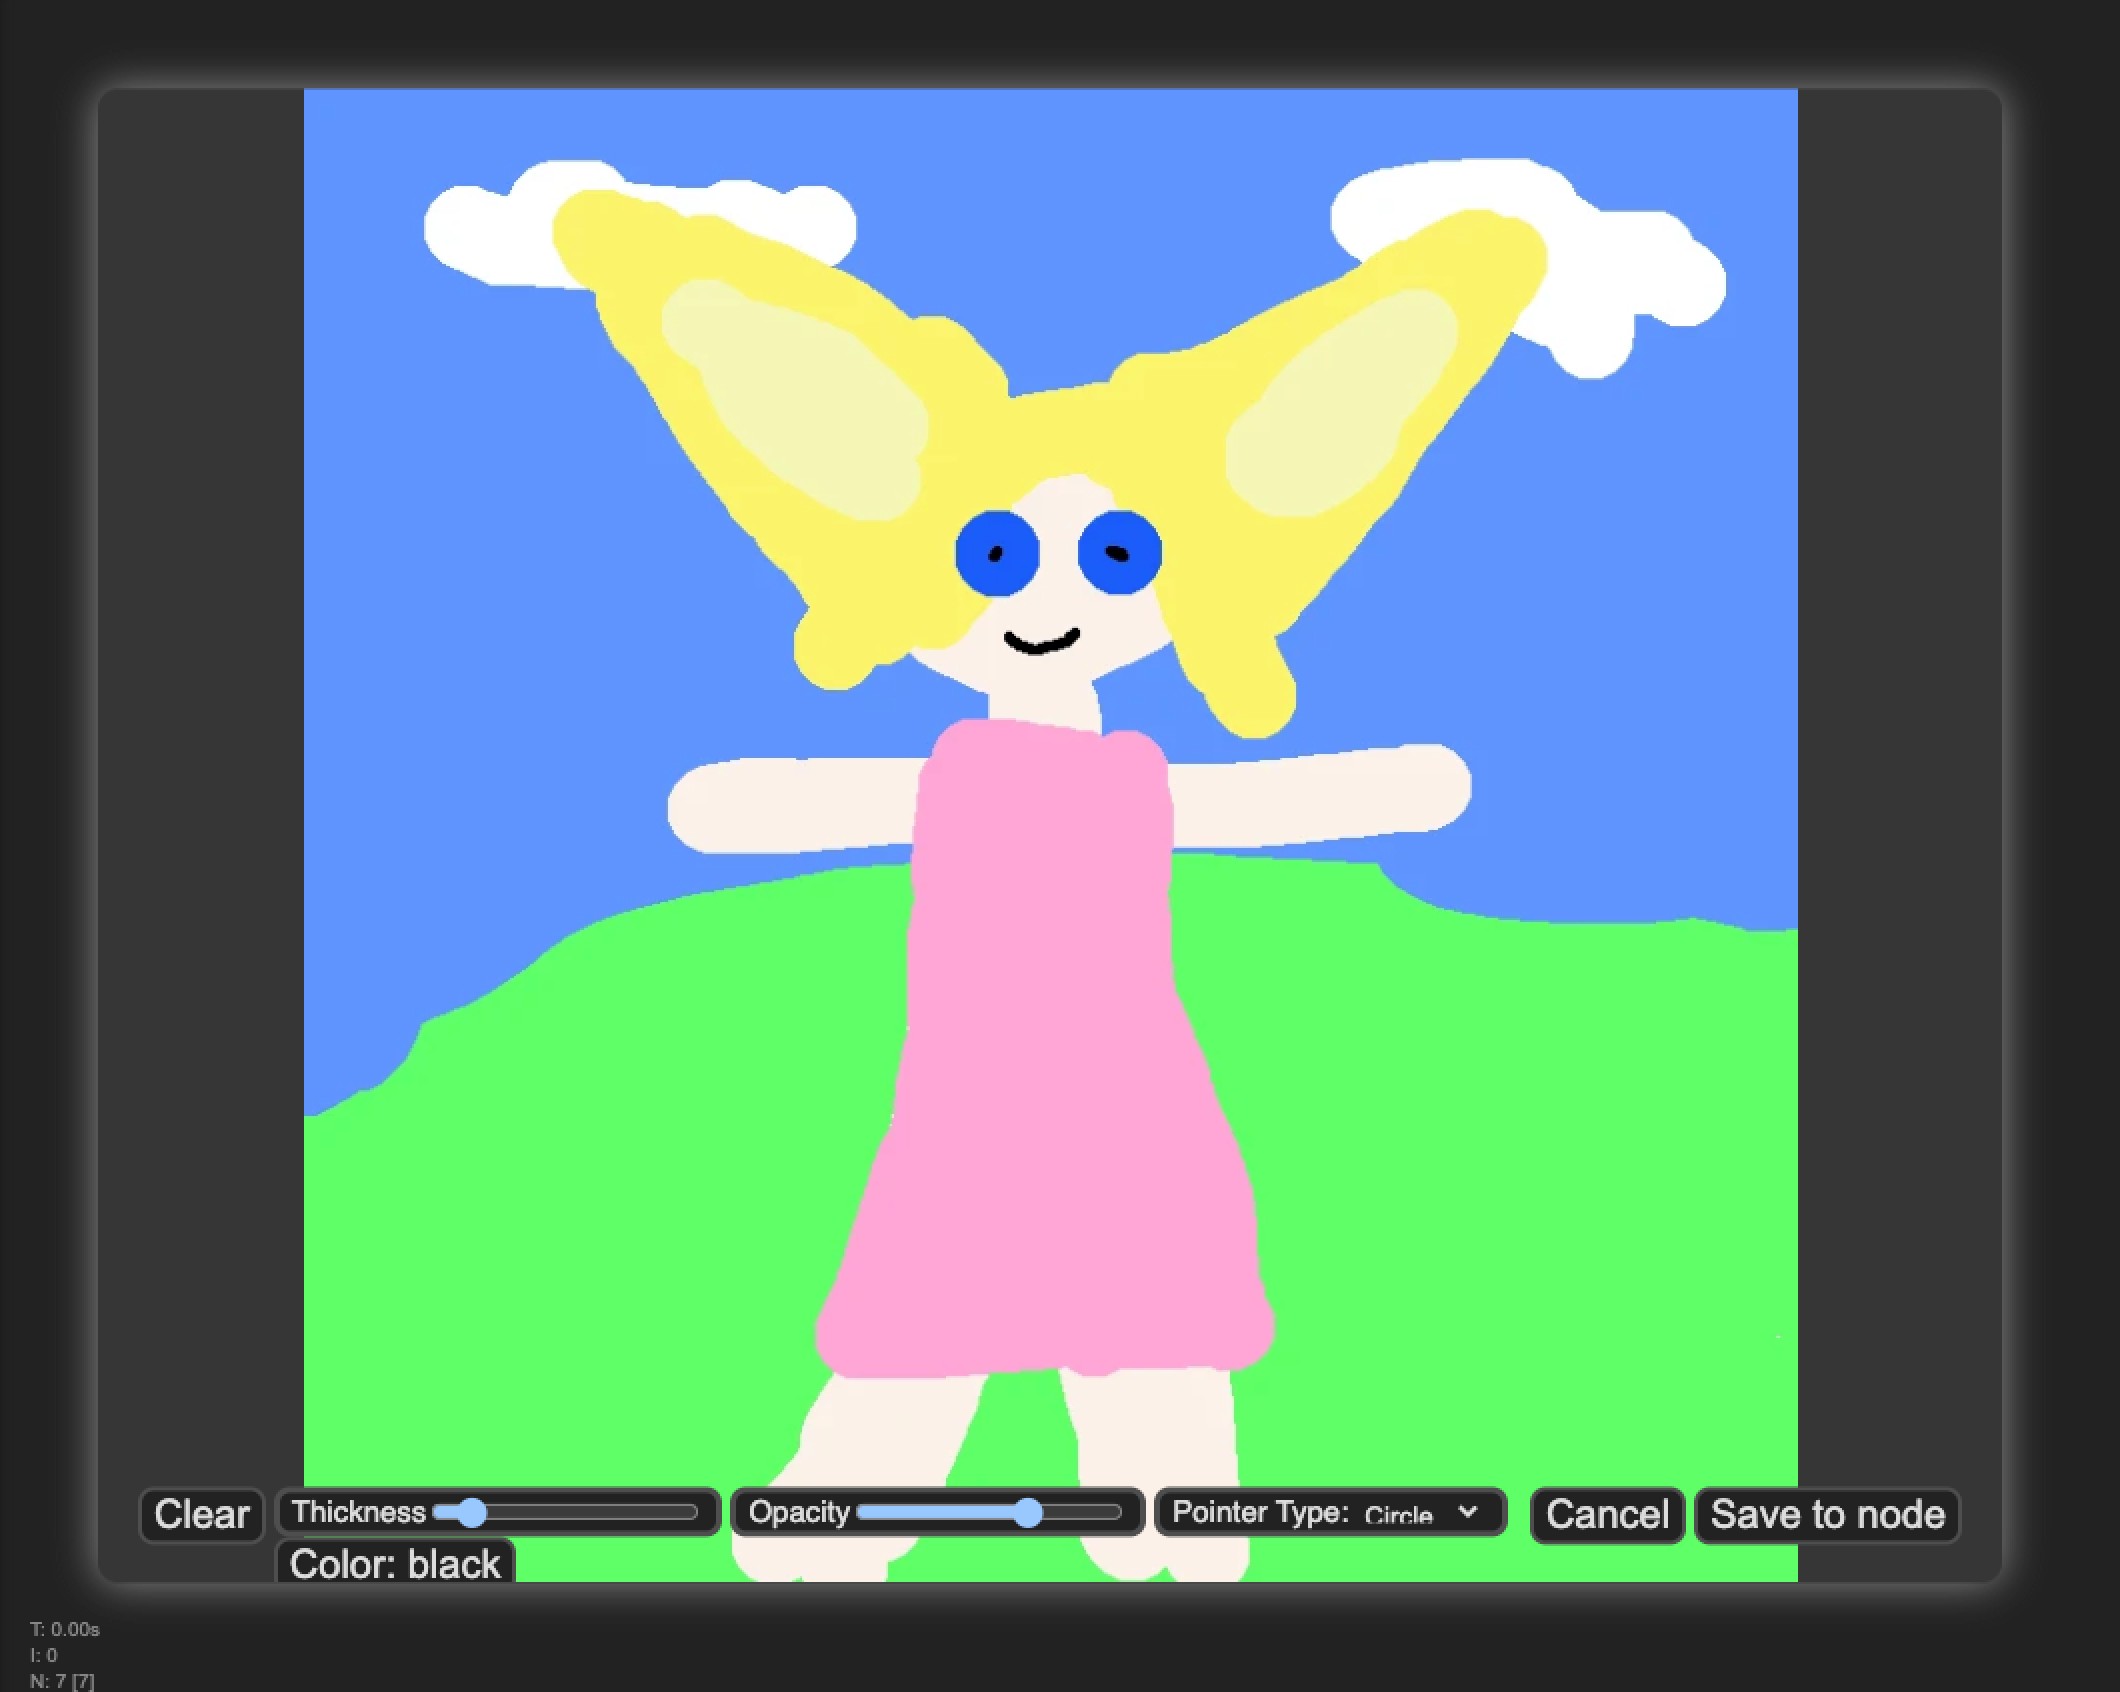 Clear
Thickness
Opacity
Pointer Type: Circle
Cancel
Save to node
Color: black
T: 0.00s
I: 0
N: 7 [7]